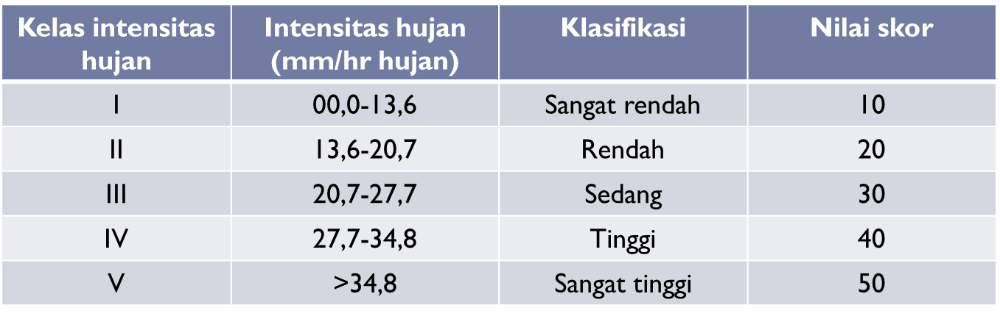 Kelas intensitas hujan Intensitas hujan (mm/hr hujan) Klasifikasi Nilai skor
I 00,0-13,6 Sangat rendah 10
II 13,6-20,7 Rendah 20
III 20,7-27,7 Sedang 30
IV 27,7-34,8 Tinggi 40
V >34,8 Sangat tinggi 50